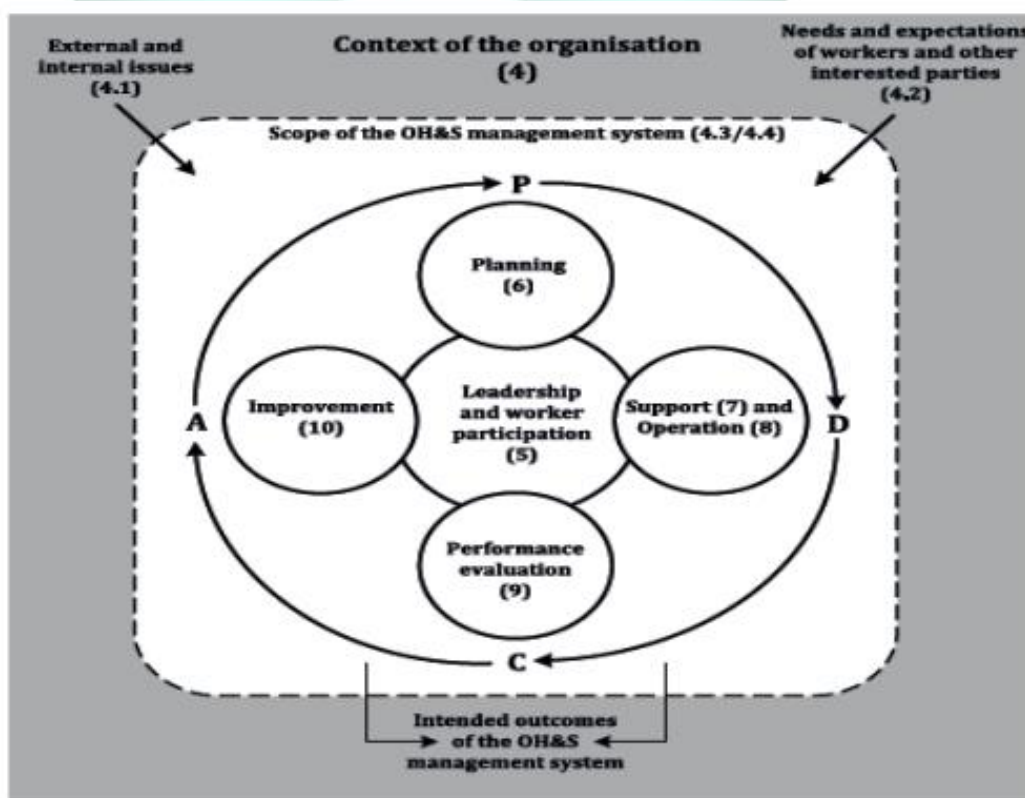 External and
internal issues
(4.1)
Context of the organisation
(4)
Needs and expectations
of workers and other
interested parties
(4.2)
Scope of the OH&S management system (4.3/4.4)
P
Planning
(6)
A
Improvement
(10)
Leadership
and worker
participation
(5)
Support (7) and
Operation (8)
D
Performance
evaluation
(9)
C
Intended outcomes
of the OH&S
management system